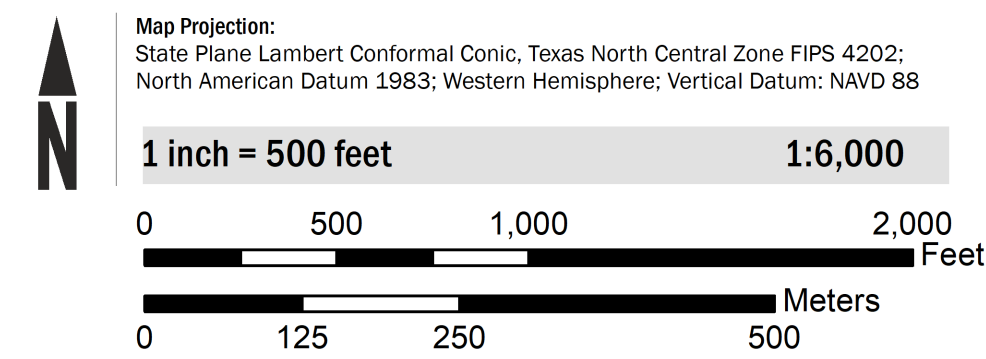 N
Map Projection:
State Plane Lambert Conformal Conic, Texas North Central Zone FIPS 4202;
North American Datum 1983; Western Hemisphere; Vertical Datum: NAVD 88
1 inch = 500 feet 1:6,000
0 500 1,000 2,000
Feet
Meters
0 125 250 500